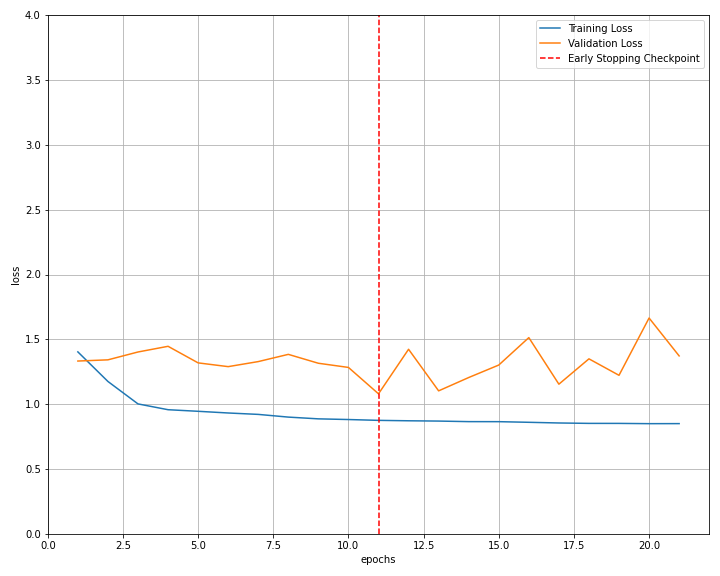 4.0
3.5
3.0
2.5
2.0
1.5
1.0
0.5
0.0
loss
0.0 2.5 5.0 7.5 10.0 12.5 15.0 17.5 20.0
epochs
Training Loss
Validation Loss
Early Stopping Checkpoint